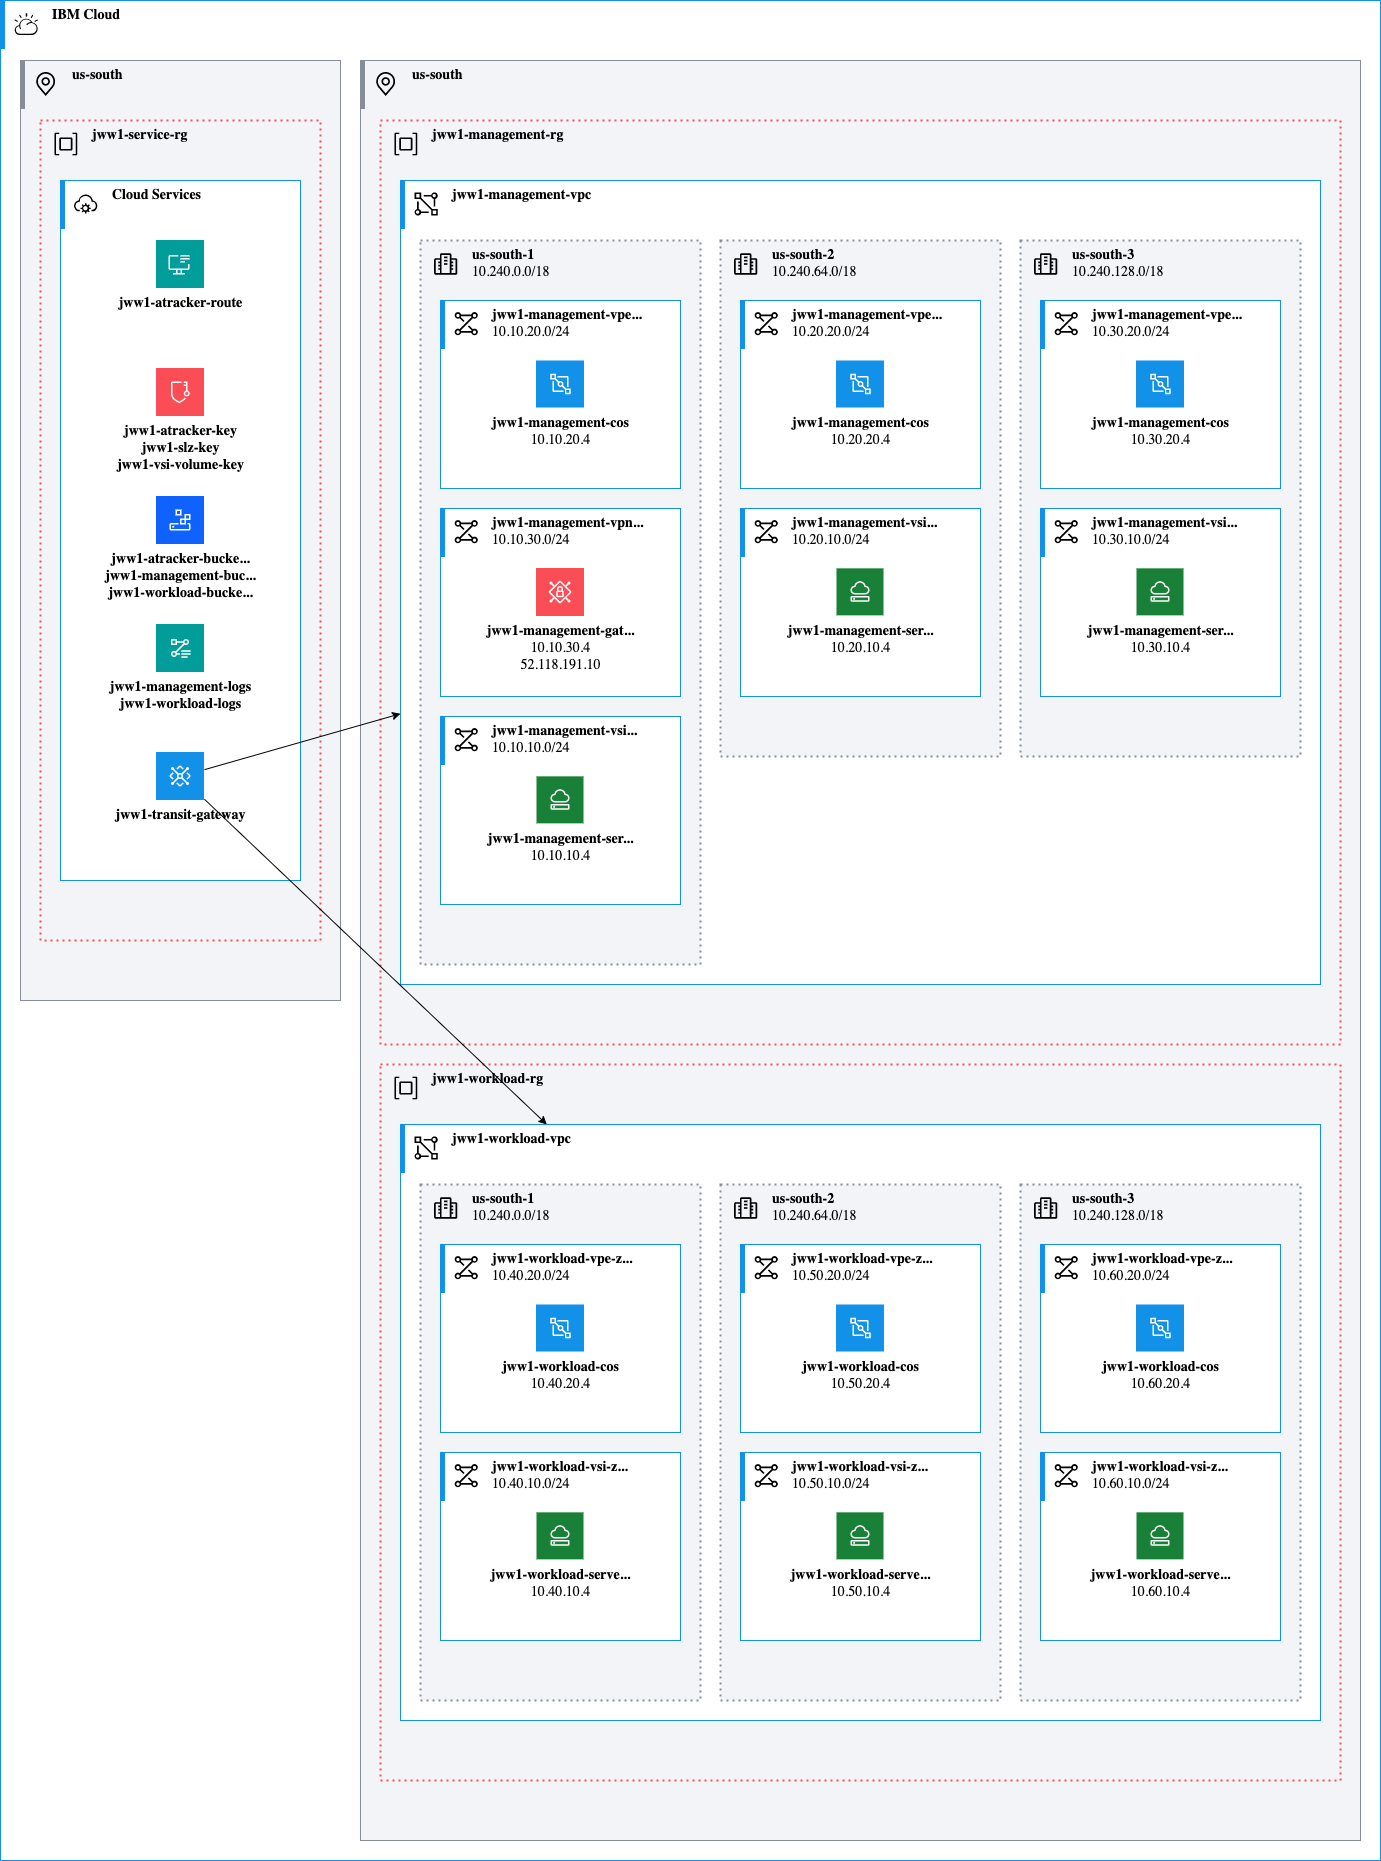 IBM Cloud
us-south
jww1-service-rg
Cloud Services
jww1-atracker-route
jww1-atracker-key
jww1-slz-key
jww1-vsi-volume-key
jww1-atracker-bucke...
jww1-management-buc...
jww1-workload-bucke...
jww1-management-logs
jww1-workload-logs
jww1-transit-gateway
us-south
jww1-management-rg
jww1-management-vpc
us-south-1
10.240.0.0/18
jww1-management-vpe...
10.10.20.0/24
jww1-management-cos
10.10.20.4
jww1-management-vpn...
10.10.30.0/24
jww1-management-gat...
10.10.30.4
52.118.191.10
jww1-management-vsi...
10.10.10.0/24
jww1-management-ser...
10.10.10.4
us-south-2
10.240.64.0/18
jww1-management-vpe...
10.20.20.0/24
jww1-management-cos
10.20.20.4
jww1-management-vsi...
10.20.10.0/24
jww1-management-ser...
10.20.10.4
us-south-3
10.240.128.0/18
jww1-management-vpe...
10.30.20.0/24
jww1-management-cos
10.30.20.4
jww1-management-vsi...
10.30.10.0/24
jww1-management-ser...
10.30.10.4
jww1-workload-rg
jww1-workload-vpc
us-south-1
10.240.0.0/18
jww1-workload-vpe-z...
10.40.20.0/24
jww1-workload-cos
10.40.20.4
jww1-workload-vsi-z...
10.40.10.0/24
jww1-workload-serve...
10.40.10.4
us-south-2
10.240.64.0/18
jww1-workload-vpe-z...
10.50.20.0/24
jww1-workload-cos
10.50.20.4
jww1-workload-vsi-z...
10.50.10.0/24
jww1-workload-serve...
10.50.10.4
us-south-3
10.240.128.0/18
jww1-workload-vpe-z...
10.60.20.0/24
jww1-workload-cos
10.60.20.4
jww1-workload-vsi-z...
10.60.10.0/24
jww1-workload-serve...
10.60.10.4